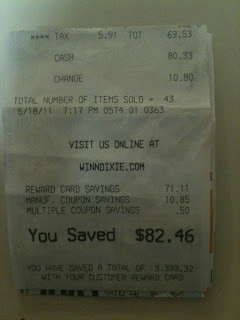 **** TAX 5.91 TOT 69.53
CASH 80.33
CHANGE 10.80
TOTAL NUMBER OF ITEMS SOLD = 43
6/18/11 7:17 PM 0574 01 0363
VISIT US ONLINE AT
WINNDIXIE.COM
REWARD CARD SAVINGS 71.11
MANUF. COUPON SAVINGS 10.85
MULTIPLE COUPON SAVINGS .50
You Saved $82.46
YOU HAVE SAVED A TOTAL OF 3,393.32
WITH YOUR CUSTOMER REWARD CARD